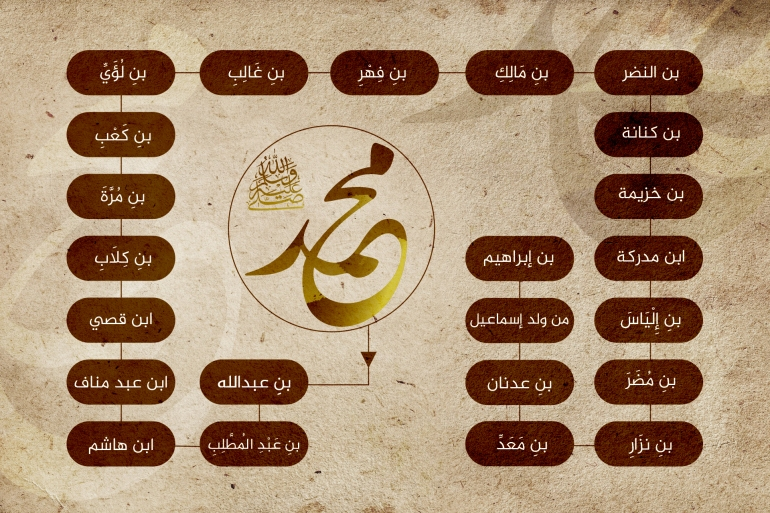 محمد
صلى الله عليه وسلم
بنِ عبدالله
بنِ عَبْدِ المُطَّلِبِ
ابن هاشم
ابن عبد مناف
ابن قصي
بنِ كِلَابِ
بنِ مُرَّةَ
بنِ كَعْبِ
بنِ لُؤَيِّ
بنِ غَالِبِ
بنِ فِهْرِ
بنِ مَالِكِ
بن النضر
بن كنانة
بن خزيمة
ابن مدركة
بنِ إِلْيَاسَ
بنِ مُضَرَ
بنِ نزَارِ
بنِ مَعَدِّ
بنِ عدنان
من ولد إسماعيل
بن إبراهيم